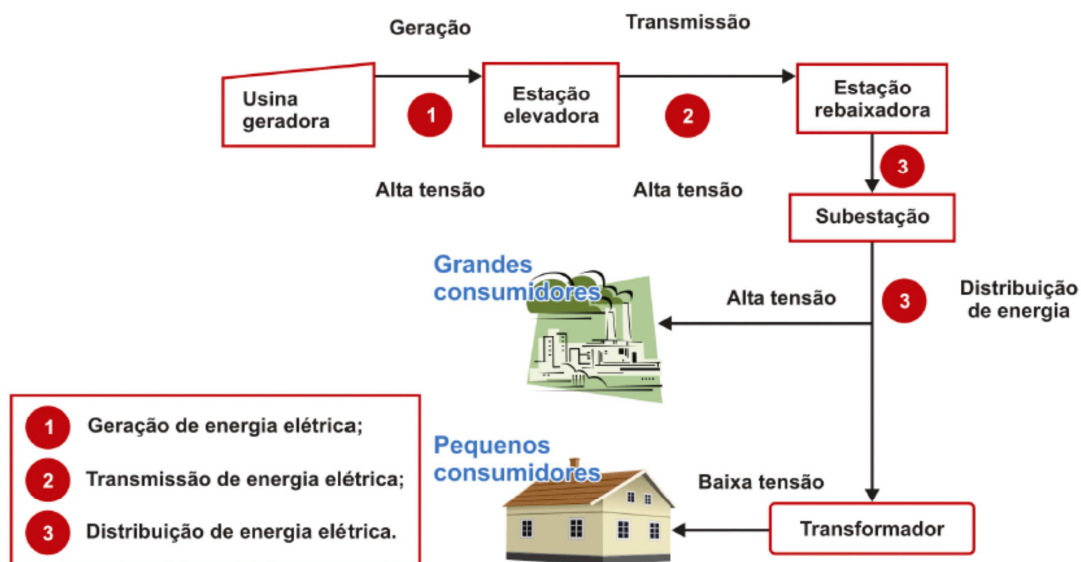 Geração
Transmissão
Usina
geradora
1
Estação
elevadora
2
Estação
rebaixadora
Alta tensão
Alta tensão
3
Subestação
Grandes
consumidores
Alta tensão
3
Distribuição
de energia
1 Geração de energia elétrica;
2 Transmissão de energia elétrica;
3 Distribuição de energia elétrica.
Pequenos
consumidores
Baixa tensão
Transformador